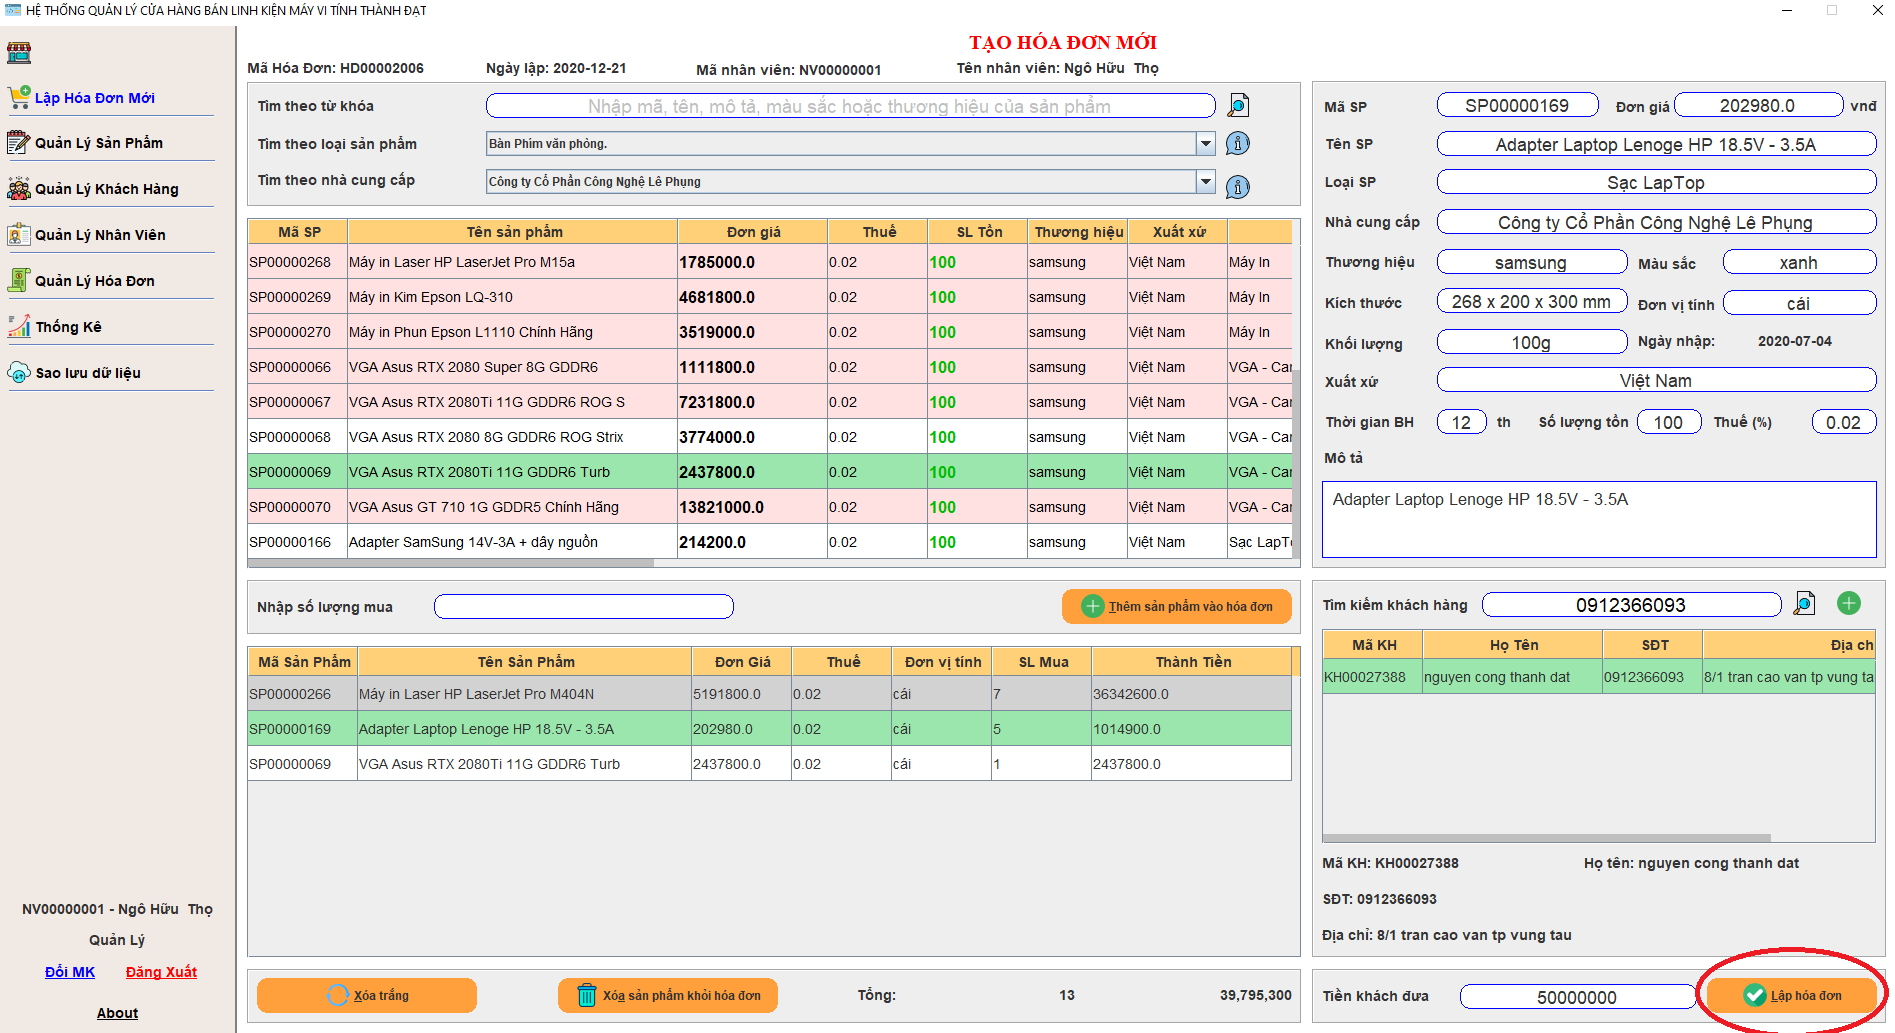 HỆ THỐNG QUẢN LÝ CỬA HÀNG BÁN LINH KIỆN MÁY VI TÍNH THÀNH ĐẠT
Lập Hóa Đơn Mới
Quản Lý Sản Phẩm
Quản Lý Khách Hàng
Quản Lý Nhân Viên
Quản Lý Hóa Đơn
Thống Kê
Sao lưu dữ liệu
NV00000001 - Ngô Hữu Thọ
Quản Lý
Đổi MK Đăng Xuất
About
TẠO HÓA ĐƠN MỚI
Mã Hóa Đơn: HD00002006 Ngày lập: 2020-12-21 Mã nhân viên: NV00000001 Tên nhân viên: Ngô Hữu Thọ
Tìm theo từ khóa Nhập mã, tên, mô tả, màu sắc hoặc thương hiệu của sản phẩm
Tìm theo loại sản phẩm Bàn Phím văn phòng.
Tìm theo nhà cung cấp Công ty Cổ Phần Công Nghệ Lê Phụng
Mã SP Tên sản phẩm Đơn giá Thuế SL Tồn Thương hiệu Xuất xứ
SP00000268 Máy in Laser HP LaserJet Pro M15a 1785000.0 0.02 100 samsung Việt Nam Máy In
SP00000269 Máy in Kim Epson LQ-310 4681800.0 0.02 100 samsung Việt Nam Máy In
SP00000270 Máy in Phun Epson L1110 Chính Hãng 3519000.0 0.02 100 samsung Việt Nam Máy In
SP00000066 VGA Asus RTX 2080 Super 8G GDDR6 1111800.0 0.02 100 samsung Việt Nam VGA - Car
SP00000067 VGA Asus RTX 2080Ti 11G GDDR6 ROG S 7231800.0 0.02 100 samsung Việt Nam VGA - Car
SP00000068 VGA Asus RTX 2080 8G GDDR6 ROG Strix 3774000.0 0.02 100 samsung Việt Nam VGA - Car
SP00000069 VGA Asus RTX 2080Ti 11G GDDR6 Turb 2437800.0 0.02 100 samsung Việt Nam VGA - Car
SP00000070 VGA Asus GT 710 1G GDDR5 Chính Hãng 13821000.0 0.02 100 samsung Việt Nam VGA - Car
SP00000166 Adapter SamSung 14V-3A + dây nguồn 214200.0 0.02 100 samsung Việt Nam Sạc LapT
Nhập số lượng mua Thêm sản phẩm vào hóa đơn
Mã Sản Phẩm Tên Sản Phẩm Đơn Giá Thuế Đơn vị tính SL Mua Thành Tiền
SP00000266 Máy in Laser HP LaserJet Pro M404N 5191800.0 0.02 cái 7 36342600.0
SP00000169 Adapter Laptop Lenoge HP 18.5V - 3.5A 202980.0 0.02 cái 5 1014900.0
SP00000069 VGA Asus RTX 2080Ti 11G GDDR6 Turb 2437800.0 0.02 cái 1 2437800.0
Xóa trắng Xóa sản phẩm khỏi hóa đơn Tổng: 13 39,795,300
Mã SP SP00000169 Đơn giá 202980.0 vnđ
Tên SP Adapter Laptop Lenoge HP 18.5V - 3.5A
Loại SP Sạc LapTop
Nhà cung cấp Công ty Cổ Phần Công Nghệ Lê Phụng
Thương hiệu samsung Màu sắc xanh
Kích thước 268 x 200 x 300 mm Đơn vị tính cái
Khối lượng 100g Ngày nhập: 2020-07-04
Xuất xứ Việt Nam
Thời gian BH 12 th Số lượng tồn 100 Thuế (%) 0.02
Mô tả
Adapter Laptop Lenoge HP 18.5V - 3.5A
Tìm kiếm khách hàng 0912366093
Mã KH Họ Tên SĐT Địa ch
KH00027388 nguyen cong thanh dat 0912366093 8/1 tran cao van tp vung ta
Mã KH: KH00027388 Họ tên: nguyen cong thanh dat
SĐT: 0912366093
Địa chỉ: 8/1 tran cao van tp vung tau
Tiền khách đưa 50000000 Lập hóa đơn